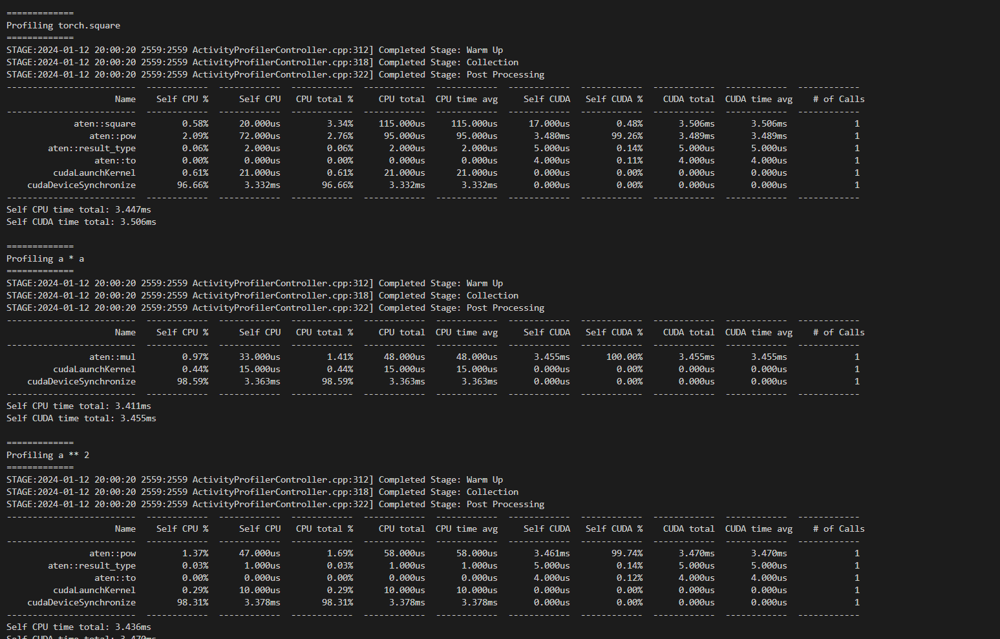 =============
Profiling torch.square
=============
STAGE:2024-01-12 20:00:20 2559:2559 ActivityProfilerController.cpp:312] Completed Stage: Warm Up
STAGE:2024-01-12 20:00:20 2559:2559 ActivityProfilerController.cpp:318] Completed Stage: Collection
STAGE:2024-01-12 20:00:20 2559:2559 ActivityProfilerController.cpp:322] Completed Stage: Post Processing
-------------------------  ------------  ------------  ------------  ------------  ------------  ------------  ------------  ------------  ------------  ------------
Name    Self CPU %      Self CPU   CPU total %     CPU total  CPU time avg     Self CUDA   Self CUDA %    CUDA total  CUDA time avg    # of Calls
-------------------------  ------------  ------------  ------------  ------------  ------------  ------------  ------------  ------------  ------------  ------------
aten::square         0.58%      20.000us         3.34%     115.000us     115.000us      17.000us         0.48%       3.506ms       3.506ms             1
aten::pow         2.09%      72.000us         2.76%      95.000us      95.000us       3.480ms        99.26%       3.489ms       3.489ms             1
aten::result_type         0.06%       2.000us         0.06%       2.000us       2.000us       5.000us         0.14%       5.000us       5.000us             1
aten::to         0.00%       0.000us         0.00%       0.000us       0.000us       4.000us         0.11%       4.000us       4.000us             1
cudaLaunchKernel         0.61%      21.000us         0.61%      21.000us      21.000us       0.000us         0.00%       0.000us       0.000us             1
cudaDeviceSynchronize        96.66%       3.332ms        96.66%       3.332ms       3.332ms       0.000us         0.00%       0.000us       0.000us             1
-------------------------  ------------  ------------  ------------  ------------  ------------  ------------  ------------  ------------  ------------  ------------
Self CPU time total: 3.447ms
Self CUDA time total: 3.506ms
=============
Profiling a * a
=============
STAGE:2024-01-12 20:00:20 2559:2559 ActivityProfilerController.cpp:312] Completed Stage: Warm Up
STAGE:2024-01-12 20:00:20 2559:2559 ActivityProfilerController.cpp:318] Completed Stage: Collection
STAGE:2024-01-12 20:00:20 2559:2559 ActivityProfilerController.cpp:322] Completed Stage: Post Processing
-------------------------  ------------  ------------  ------------  ------------  ------------  ------------  ------------  ------------  ------------  ------------
Name    Self CPU %      Self CPU   CPU total %     CPU total  CPU time avg     Self CUDA   Self CUDA %    CUDA total  CUDA time avg    # of Calls
-------------------------  ------------  ------------  ------------  ------------  ------------  ------------  ------------  ------------  ------------  ------------
aten::mul         0.97%      33.000us         1.41%      48.000us      48.000us       3.455ms       100.00%       3.455ms       3.455ms             1
cudaLaunchKernel         0.44%      15.000us         0.44%      15.000us      15.000us       0.000us         0.00%       0.000us       0.000us             1
cudaDeviceSynchronize        98.59%       3.363ms        98.59%       3.363ms       3.363ms       0.000us         0.00%       0.000us       0.000us             1
-------------------------  ------------  ------------  ------------  ------------  ------------  ------------  ------------  ------------  ------------  ------------
Self CPU time total: 3.411ms
Self CUDA time total: 3.455ms
=============
Profiling a ** 2
=============
STAGE:2024-01-12 20:00:20 2559:2559 ActivityProfilerController.cpp:312] Completed Stage: Warm Up
STAGE:2024-01-12 20:00:20 2559:2559 ActivityProfilerController.cpp:318] Completed Stage: Collection
STAGE:2024-01-12 20:00:20 2559:2559 ActivityProfilerController.cpp:322] Completed Stage: Post Processing
-------------------------  ------------  ------------  ------------  ------------  ------------  ------------  ------------  ------------  ------------  ------------
Name    Self CPU %      Self CPU   CPU total %     CPU total  CPU time avg     Self CUDA   Self CUDA %    CUDA total  CUDA time avg    # of Calls
-------------------------  ------------  ------------  ------------  ------------  ------------  ------------  ------------  ------------  ------------  ------------
aten::pow         1.37%      47.000us         1.69%      58.000us      58.000us       3.461ms        99.74%       3.470ms       3.470ms             1
aten::result_type         0.03%       1.000us         0.03%       1.000us       1.000us       5.000us         0.14%       5.000us       5.000us             1
aten::to         0.00%       0.000us         0.00%       0.000us       0.000us       4.000us         0.12%       4.000us       4.000us             1
cudaLaunchKernel         0.29%      10.000us         0.29%      10.000us      10.000us       0.000us         0.00%       0.000us       0.000us             1
cudaDeviceSynchronize        98.31%       3.378ms        98.31%       3.378ms       3.378ms       0.000us         0.00%       0.000us       0.000us             1
-------------------------  ------------  ------------  ------------  ------------  ------------  ------------  ------------  ------------  ------------  ------------
Self CPU time total: 3.436ms
Self CUDA time total: 3.470ms